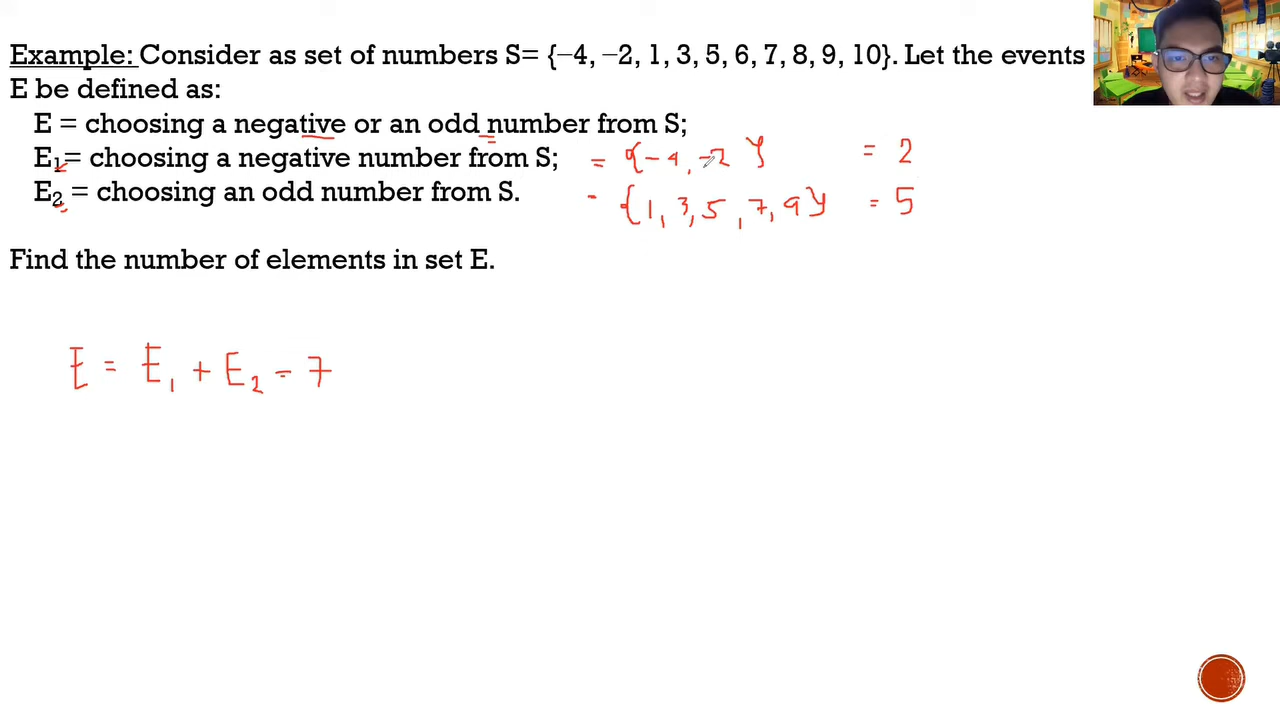 Example: Consider as set of numbers S= {−4, −2, 1, 3, 5, 6, 7, 8, 9, 10}. Let the events
E be defined as:
E = choosing a negative or an odd number from S;
E1= choosing a negative number from S; = {-4, -2} = 2
E2 = choosing an odd number from S. = {1, 3, 5, 7, 9} = 5
Find the number of elements in set E.
E = E1 + E2 = 7